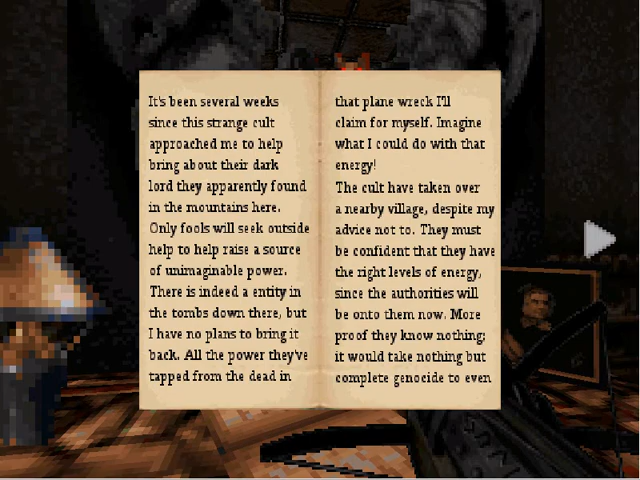 It's been several weeks
since this strange cult
approached me to help
bring about their dark
lord they apparently found
in the mountains here.
Only fools will seek outside
help to help raise a source
of unimaginable power.
There is indeed a entity in
the tombs down there, but
I have no plans to bring it
back. All the power they've
tapped from the dead in
that plane wreck I'll
claim for myself. Imagine
what I could do with that
energy!
The cult have taken over
a nearby village, despite my
advice not to. They must
be confident that they have
the right levels of energy,
since the authorities will
be onto them now. More
proof they know nothing;
it would take nothing but
complete genocide to even